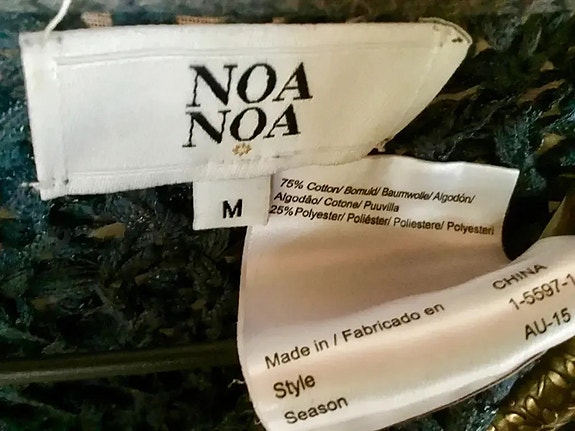 NOA
NOA
M
75% Cotton/ Bomuld/ Baumwolle/ Algodón/
Algodão/ Cotone/ Puuvilla
25% Polyester/ Poliéster/ Poliestere/ Polyesteri
Made in / Fabricado en CHINA
Style 1-5597-1
Season AU-15